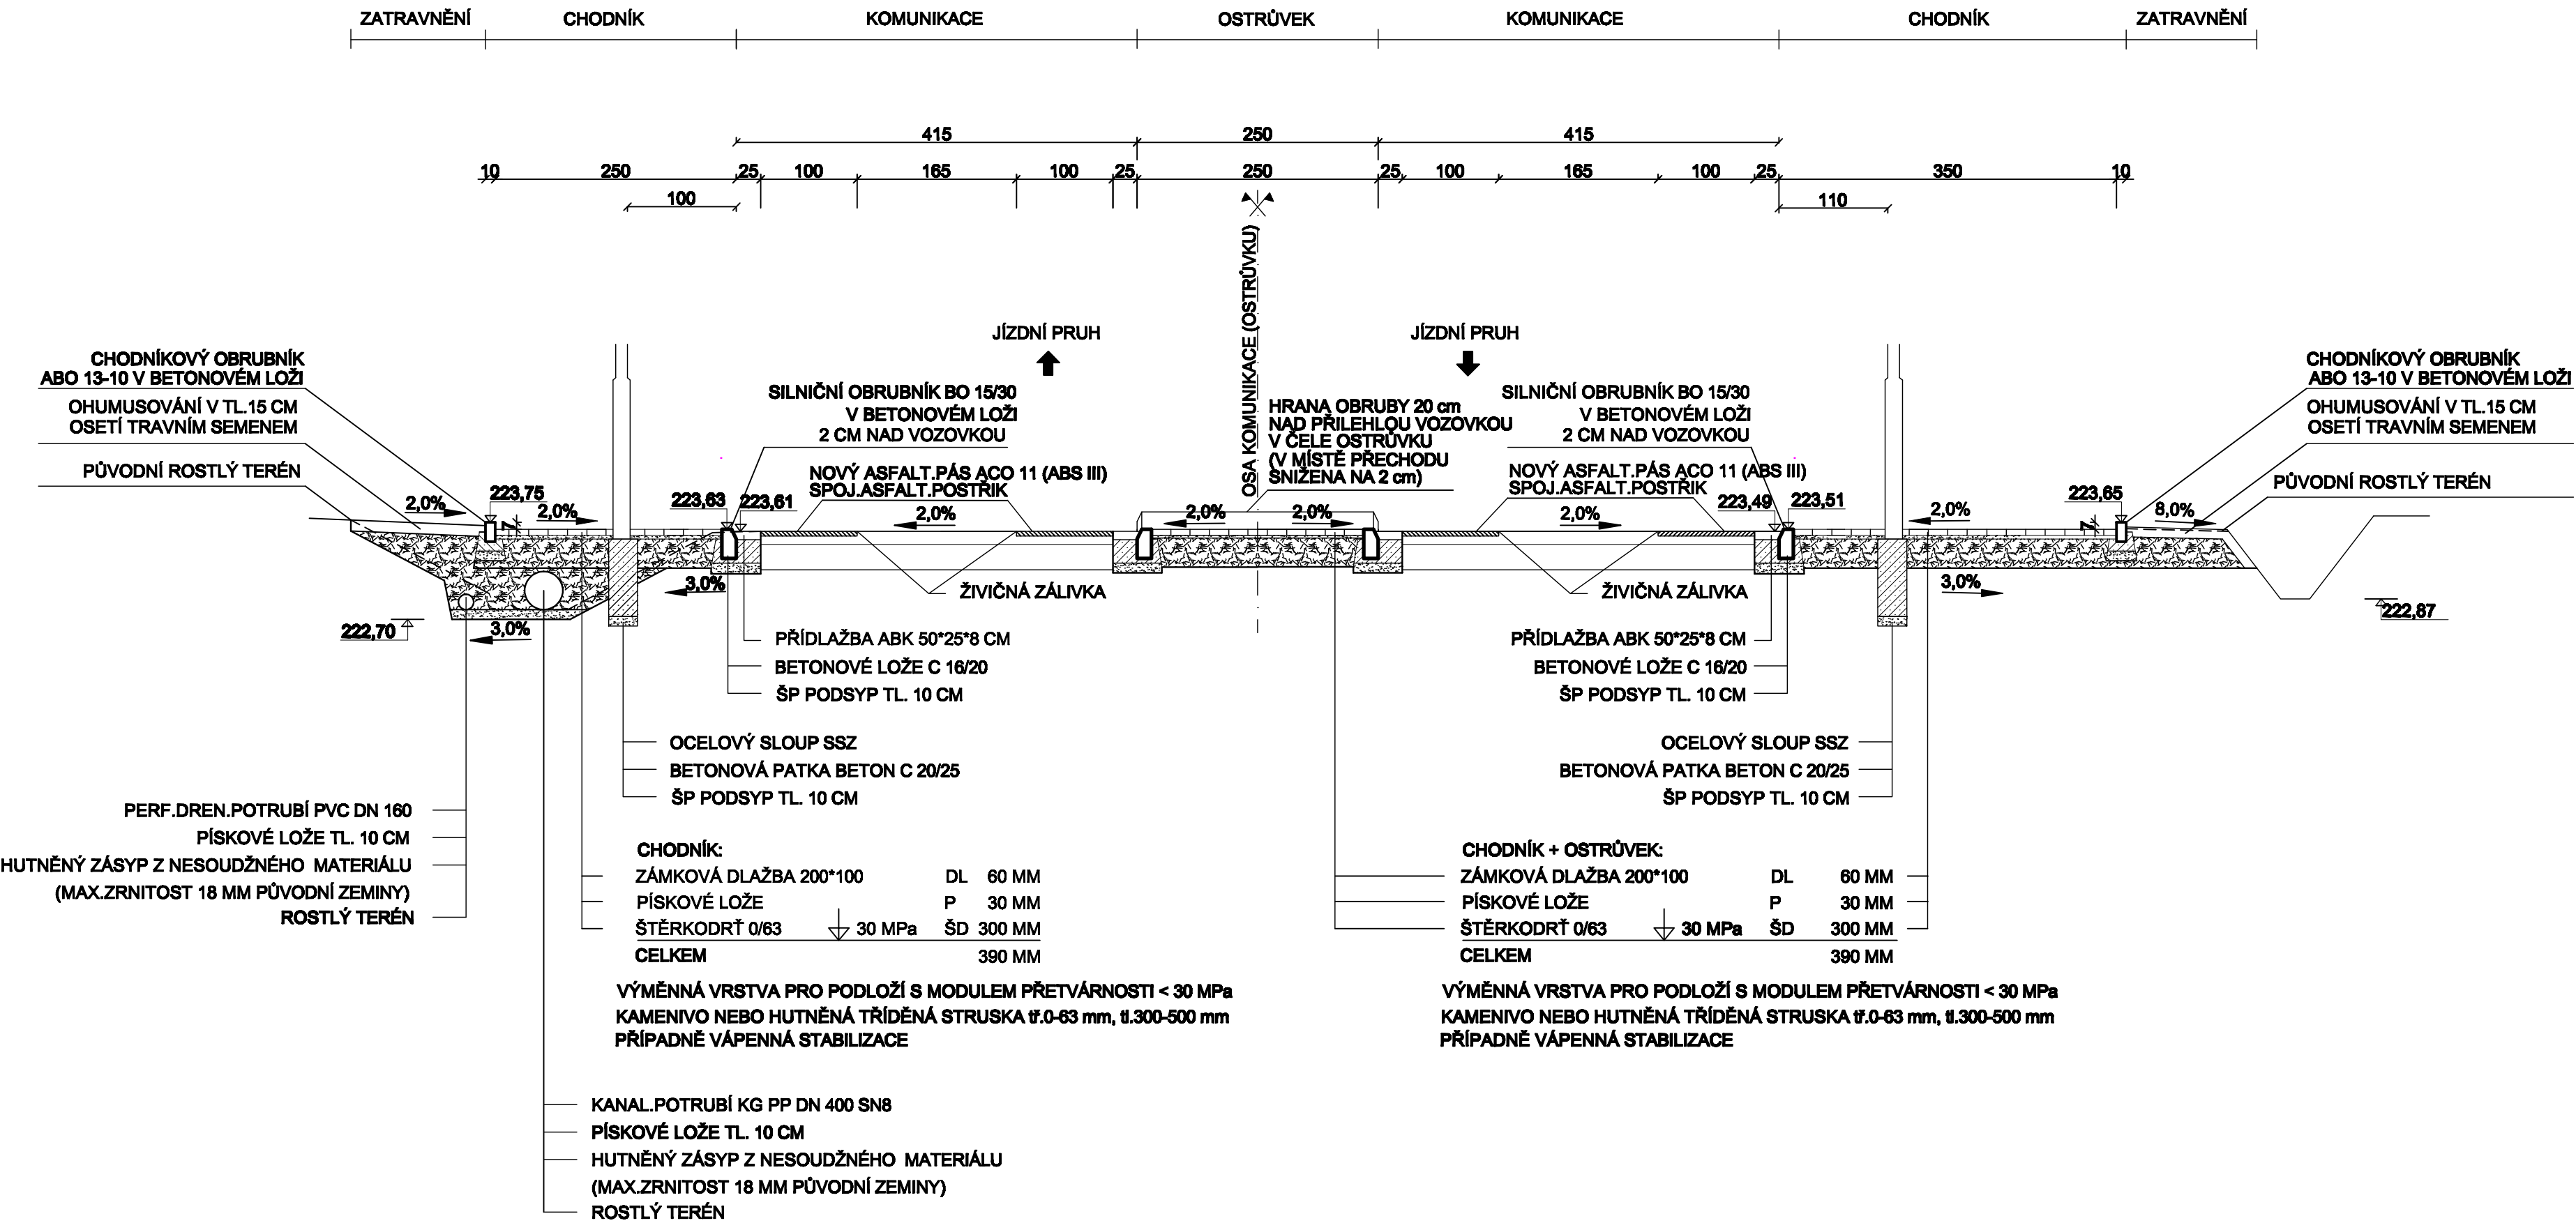 ZATRAVNĚNÍ CHODNÍK KOMUNIKACE OSTRŮVEK KOMUNIKACE CHODNÍK ZATRAVNĚNÍ
415 250 415
10 250 25 100 165 100 25 250 25 100 165 100 25 350 10
100 110
OSA KOMUNIKACE (OSTRŮVKU)
JÍZDNÍ PRUH
JÍZDNÍ PRUH
CHODNÍKOVÝ OBRUBNÍK
ABO 13-10 V BETONOVÉM LOŽI
OHUMUSOVÁNÍ V TL.15 CM
OSETÍ TRAVNÍM SEMENEM
PŮVODNÍ ROSTLÝ TERÉN
SILNIČNÍ OBRUBNÍK BO 15/30
V BETONOVÉM LOŽI
2 CM NAD VOZOVKOU
NOVÝ ASFALT.PÁS ACO 11 (ABS III)
SPOJ.ASFALT.POSTŘIK
HRANA OBRUBY 20 cm
NAD PŘILEHLOU VOZOVKOU
V ČELE OSTRŮVKU
(V MÍSTĚ PŘECHODU
SNÍŽENA NA 2 cm)
SILNIČNÍ OBRUBNÍK BO 15/30
V BETONOVÉM LOŽI
2 CM NAD VOZOVKOU
NOVÝ ASFALT.PÁS ACO 11 (ABS III)
SPOJ.ASFALT.POSTŘIK
CHODNÍKOVÝ OBRUBNÍK
ABO 13-10 V BETONOVÉM LOŽI
OHUMUSOVÁNÍ V TL.15 CM
OSETÍ TRAVNÍM SEMENEM
PŮVODNÍ ROSTLÝ TERÉN
2,0% 223,75 7 2,0% 223,63 223,61 2,0% 2,0% 2,0% 2,0% 223,49 223,51 2,0% 223,65 7 8,0%
3,0% ŽIVIČNÁ ZÁLIVKA ŽIVIČNÁ ZÁLIVKA 3,0%
222,70 3,0% 222,87
PŘÍDLAŽBA ABK 50*25*8 CM
BETONOVÉ LOŽE C 16/20
ŠP PODSYP TL. 10 CM
PŘÍDLAŽBA ABK 50*25*8 CM
BETONOVÉ LOŽE C 16/20
ŠP PODSYP TL. 10 CM
OCELOVÝ SLOUP SSZ
BETONOVÁ PATKA BETON C 20/25
ŠP PODSYP TL. 10 CM
OCELOVÝ SLOUP SSZ
BETONOVÁ PATKA BETON C 20/25
ŠP PODSYP TL. 10 CM
PERF.DREN.POTRUBÍ PVC DN 160
PÍSKOVÉ LOŽE TL. 10 CM
HUTNĚNÝ ZÁSYP Z NESOUDŽNÉHO MATERIÁLU
(MAX.ZRNITOST 18 MM PŮVODNÍ ZEMINY)
ROSTLÝ TERÉN
CHODNÍK:
ZÁMKOVÁ DLAŽBA 200*100 DL 60 MM
PÍSKOVÉ LOŽE P 30 MM
ŠTĚRKODRŤ 0/63 30 MPa ŠD 300 MM
CELKEM 390 MM
VÝMĚNNÁ VRSTVA PRO PODLOŽÍ S MODULEM PŘETVÁRNOSTI < 30 MPa
KAMENIVO NEBO HUTNĚNÁ TŘÍDĚNÁ STRUSKA tř.0-63 mm, tl.300-500 mm
PŘÍPADNĚ VÁPENNÁ STABILIZACE
CHODNÍK + OSTRŮVEK:
ZÁMKOVÁ DLAŽBA 200*100 DL 60 MM
PÍSKOVÉ LOŽE P 30 MM
ŠTĚRKODRŤ 0/63 30 MPa ŠD 300 MM
CELKEM 390 MM
VÝMĚNNÁ VRSTVA PRO PODLOŽÍ S MODULEM PŘETVÁRNOSTI < 30 MPa
KAMENIVO NEBO HUTNĚNÁ TŘÍDĚNÁ STRUSKA tř.0-63 mm, tl.300-500 mm
PŘÍPADNĚ VÁPENNÁ STABILIZACE
KANAL.POTRUBÍ KG PP DN 400 SN8
PÍSKOVÉ LOŽE TL. 10 CM
HUTNĚNÝ ZÁSYP Z NESOUDŽNÉHO MATERIÁLU
(MAX.ZRNITOST 18 MM PŮVODNÍ ZEMINY)
ROSTLÝ TERÉN